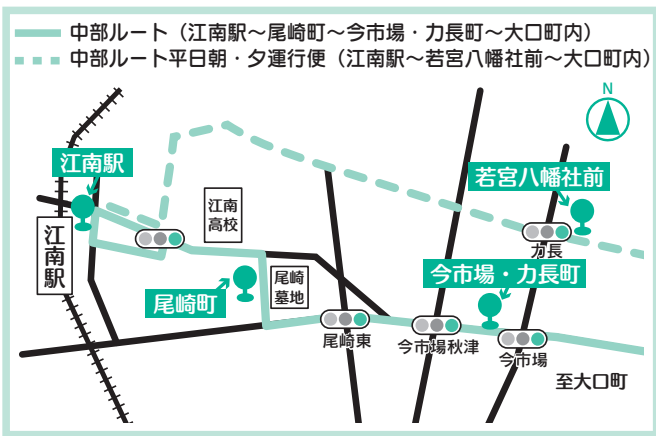 中部ルート（江南駅～尾崎町～今市場・力長町～大口町内）
中部ルート平日朝・夕運行便（江南駅～若宮八幡社前～大口町内）
N
江南駅
若宮八幡社前
江南
高校
江南駅
力長
今市場・力長町
尾崎
墓地
尾崎町
尾崎東
今市場秋津
今市場
至大口町